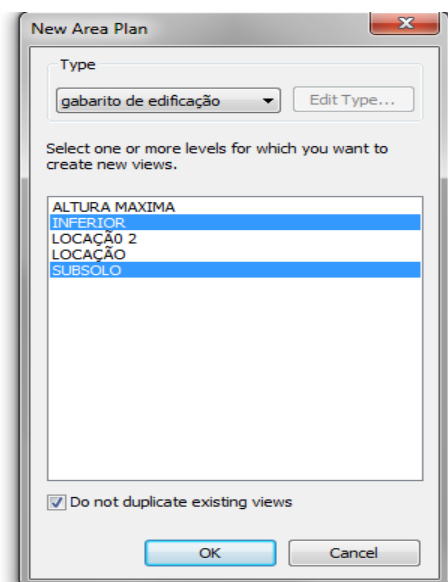 New Area Plan
Type
gabarito de edificação
Edit Type...
Select one or more levels for which you want to
create new views.
ALTURA MAXIMA
INFERIOR
LOCAÇÃ0 2
LOCAÇÃO
SUBSOLO
Do not duplicate existing views
OK
Cancel